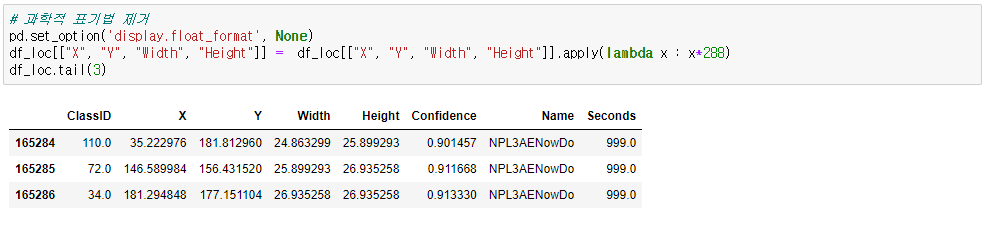 # 과학적 표기법 제거
pd.set_option('display.float_format', None)
df_loc[["X", "Y", "Width", "Height"]] =  df_loc[["X", "Y", "Width", "Height"]].apply(lambda x : x*288)
df_loc.tail(3)
ClassID X Y Width Height Confidence Name Seconds
165284 110.0 35.222976 181.812960 24.863299 25.899293 0.901457 NPL3AENowDo 999.0
165285 72.0 146.589984 156.431520 25.899293 26.935258 0.911668 NPL3AENowDo 999.0
165286 34.0 181.294848 177.151104 26.935258 26.935258 0.913330 NPL3AENowDo 999.0